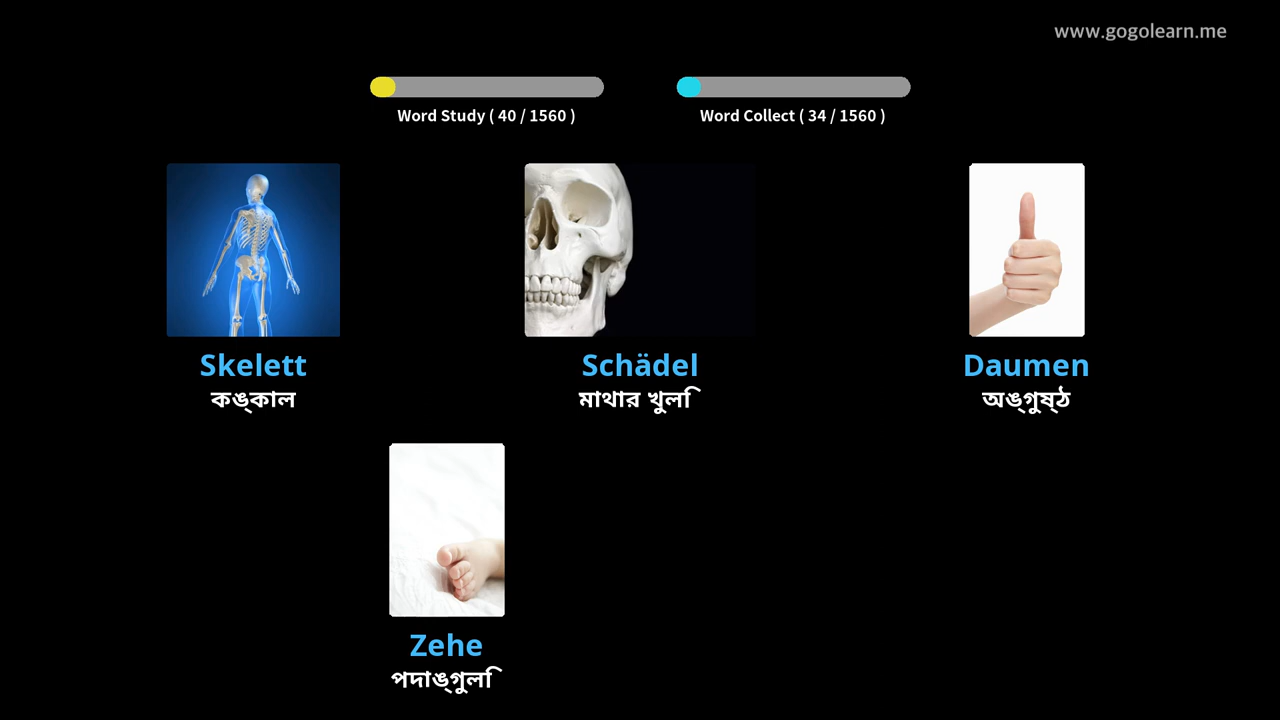 www.gogolearn.me
Word Study ( 40 / 1560 )
Word Collect ( 34 / 1560 )
Skelett
কঙ্কাল
Schädel
মাথার খুলি
Daumen
অঙ্গুষ্ঠ
Zehe
পদাঙ্গুলি